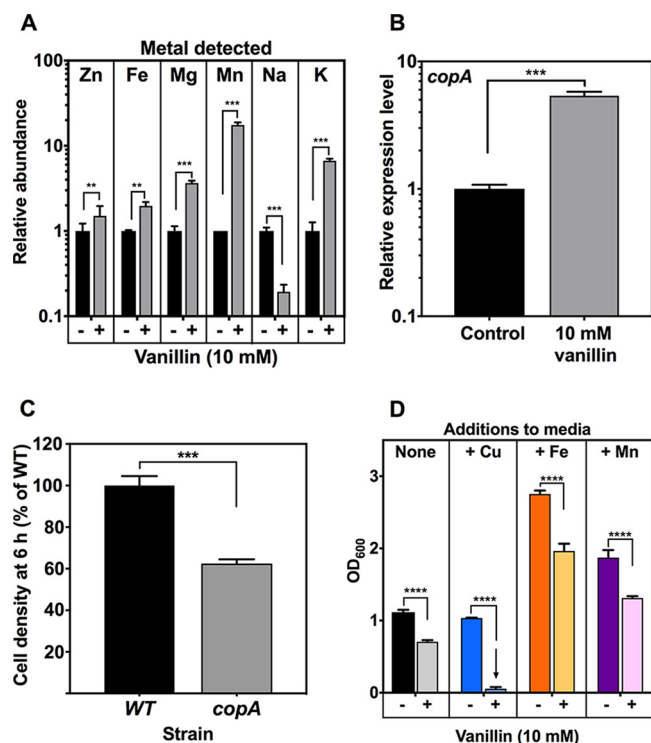 A
Metal detected
Zn Fe Mg Mn Na K
Relative abundance
100
10
1
0.1
** ** *** *** *** ***
- + - + - + - + - + - +
Vanillin (10 mM)
B
copA
***
Relative expression level
10
1
0.1
Control 10 mM
vanillin
C
***
Cell density at 6 h (% of WT)
120
100
80
60
40
20
WT copA
Strain
D
Additions to media
None + Cu + Fe + Mn
OD600
3
2
1
0
**** **** **** ****
- + - + - + - +
Vanillin (10 mM)